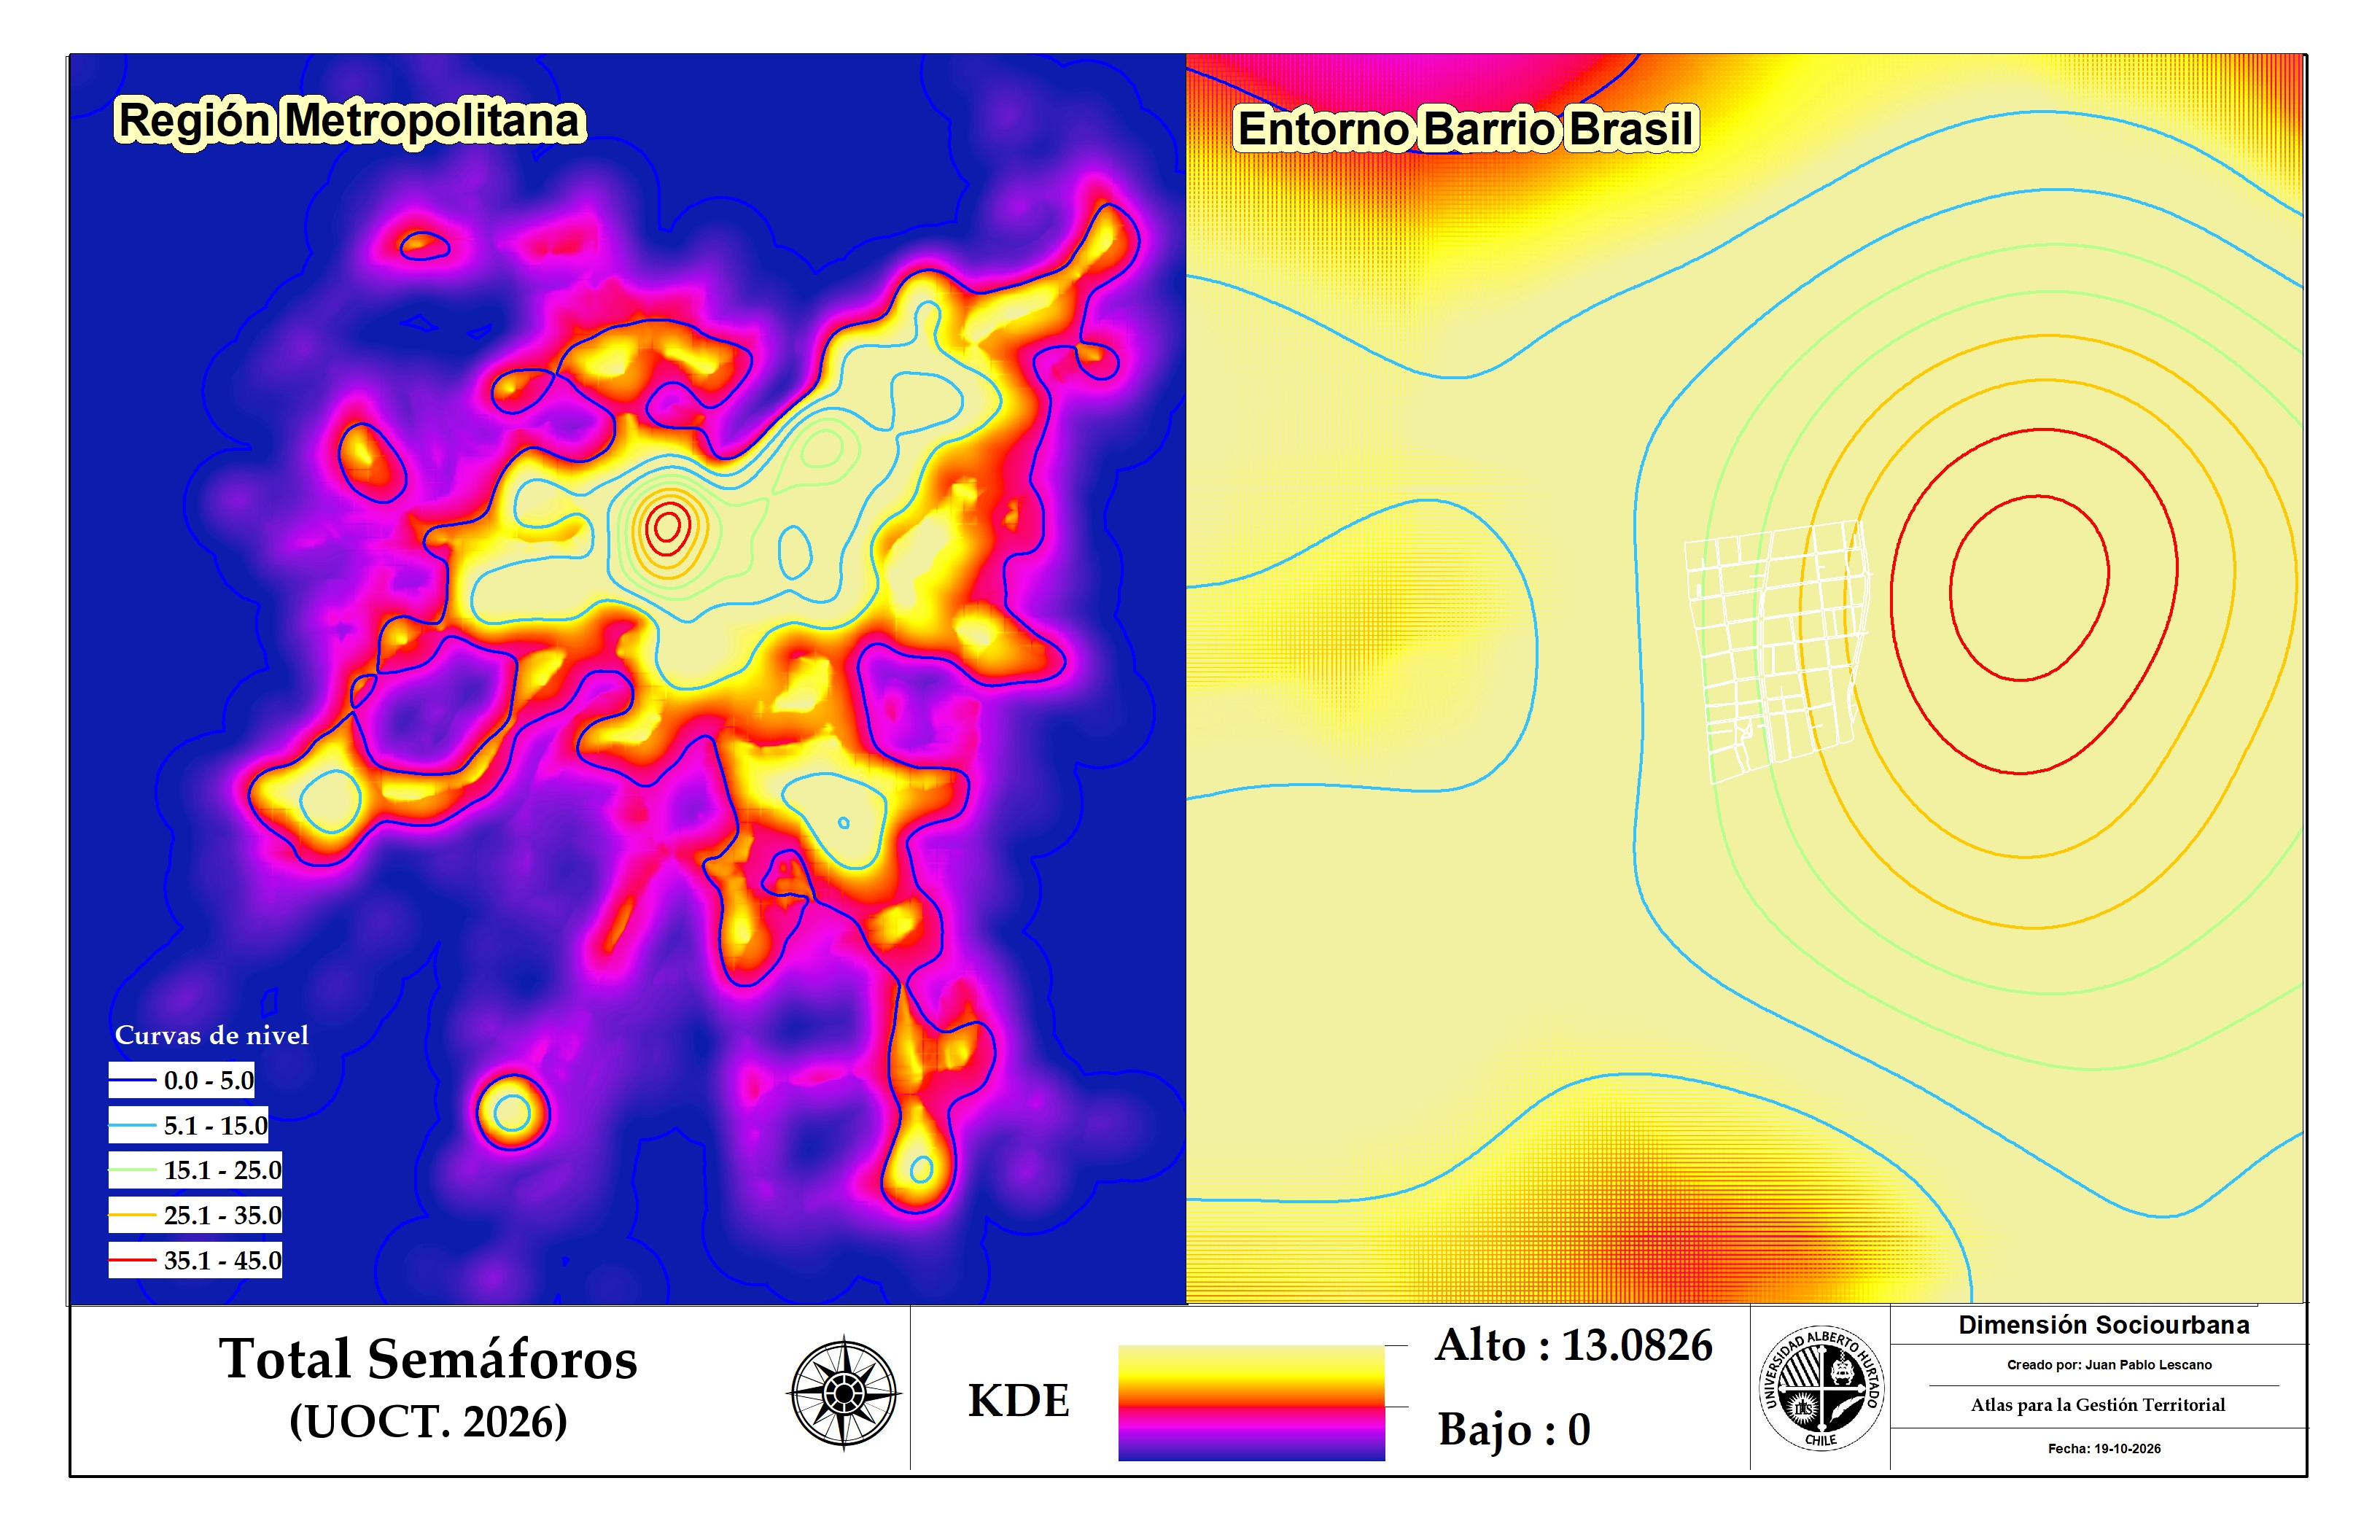 Región Metropolitana
Entorno Barrio Brasil
Curvas de nivel
0.0 - 5.0
5.1 - 15.0
15.1 - 25.0
25.1 - 35.0
35.1 - 45.0
Total Semáforos
(UOCT. 2026)
KDE
Alto : 13.0826
Bajo : 0
UNIVERSIDAD ALBERTO HURTADO
CHILE
Dimensión Sociourbana
Creado por: Juan Pablo Lescano
Atlas para la Gestión Territorial
Fecha: 19-10-2026